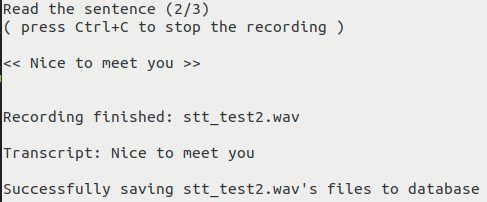 Read the sentence (2/3)
( press Ctrl+C to stop the recording )
<< Nice to meet you >>
Recording finished: stt_test2.wav
Transcript: Nice to meet you
Successfully saving stt_test2.wav's files to database